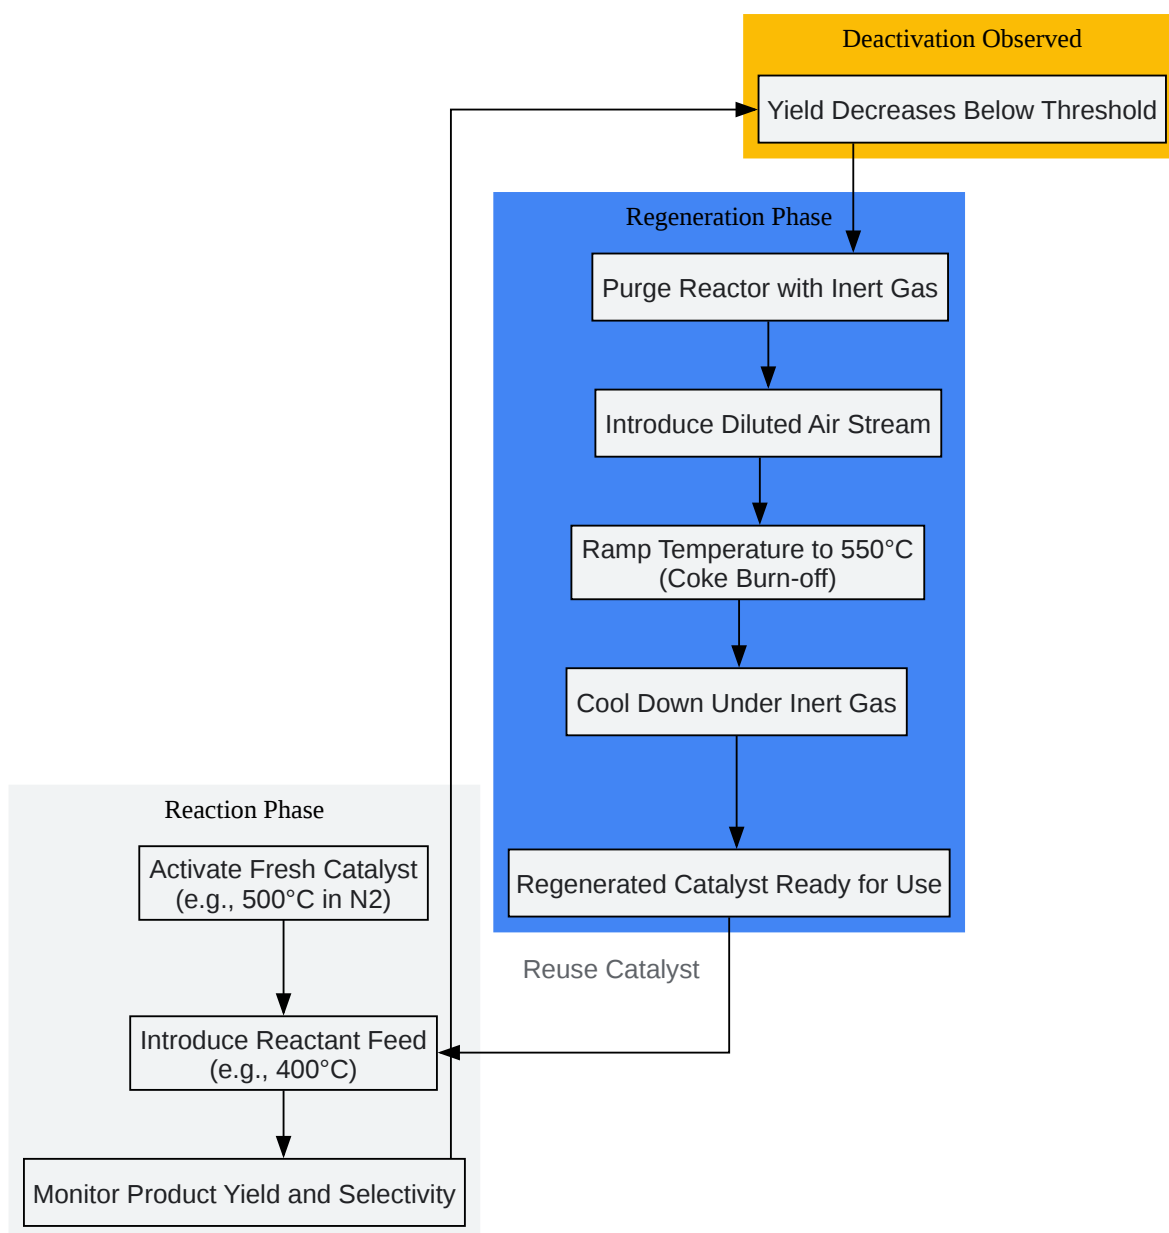 Deactivation Observed
Yield Decreases Below Threshold
Regeneration Phase
Purge Reactor with Inert Gas
Introduce Diluted Air Stream
Ramp Temperature to 550°C
(Coke Burn-off)
Cool Down Under Inert Gas
Regenerated Catalyst Ready for Use
Reuse Catalyst
Reaction Phase
Activate Fresh Catalyst
(e.g., 500°C in N2)
Introduce Reactant Feed
(e.g., 400°C)
Monitor Product Yield and Selectivity